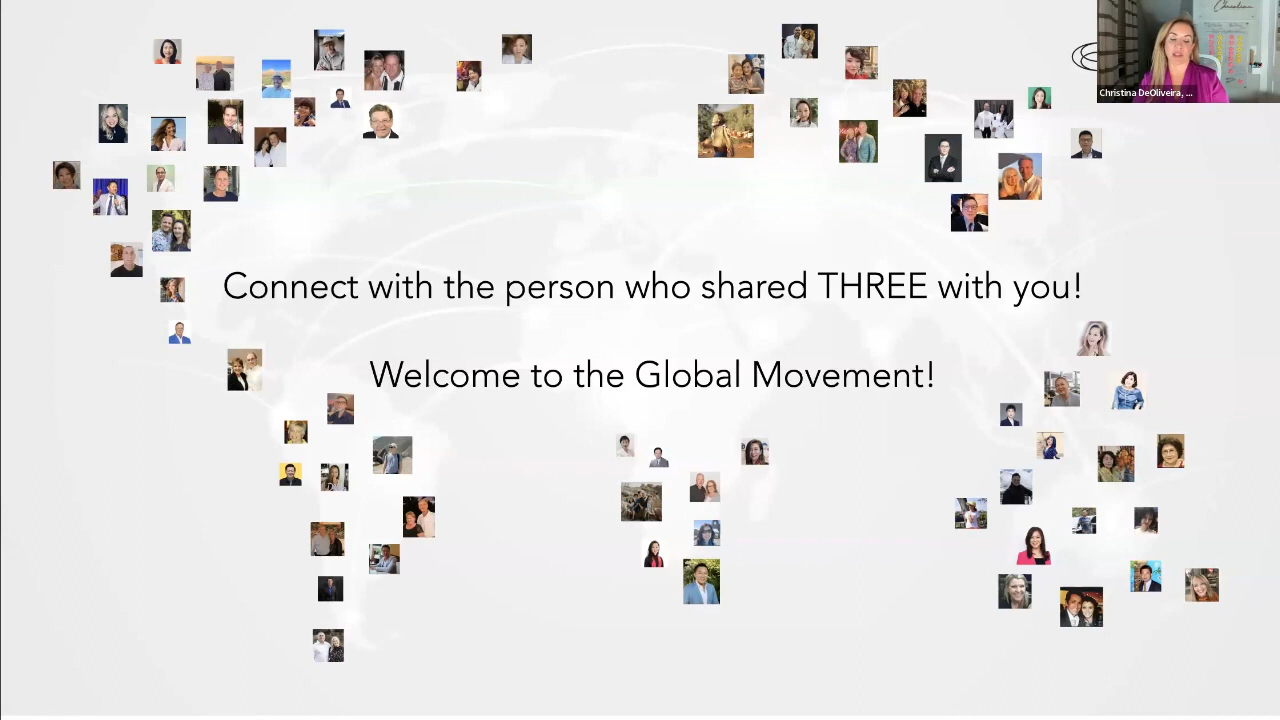 Christina DeOliveira, ...
Connect with the person who shared THREE with you!
Welcome to the Global Movement!